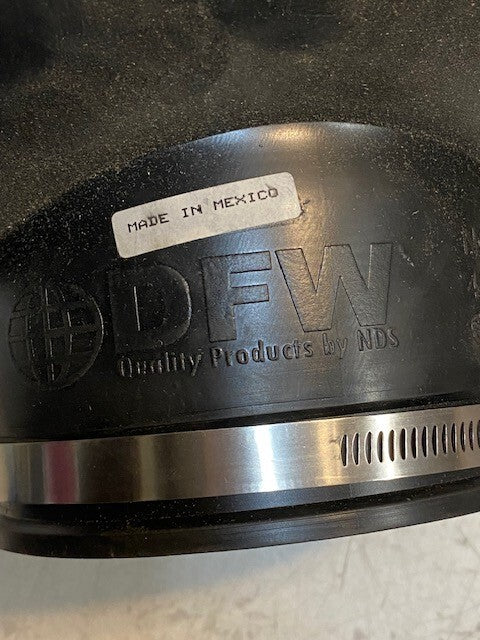 MADE IN MEXICO
DFW
Quality Products by NDS